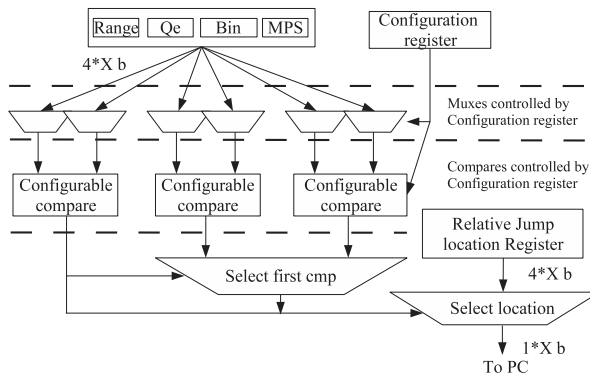 Range Qe Bin MPS
Configuration
register
4*X b
Muxes controlled by
Configuration register
Compares controlled by
Configuration register
Configurable
compare
Configurable
compare
Configurable
compare
Relative Jump
location Register
Select first cmp
4*X b
Select location
1*X b
To PC